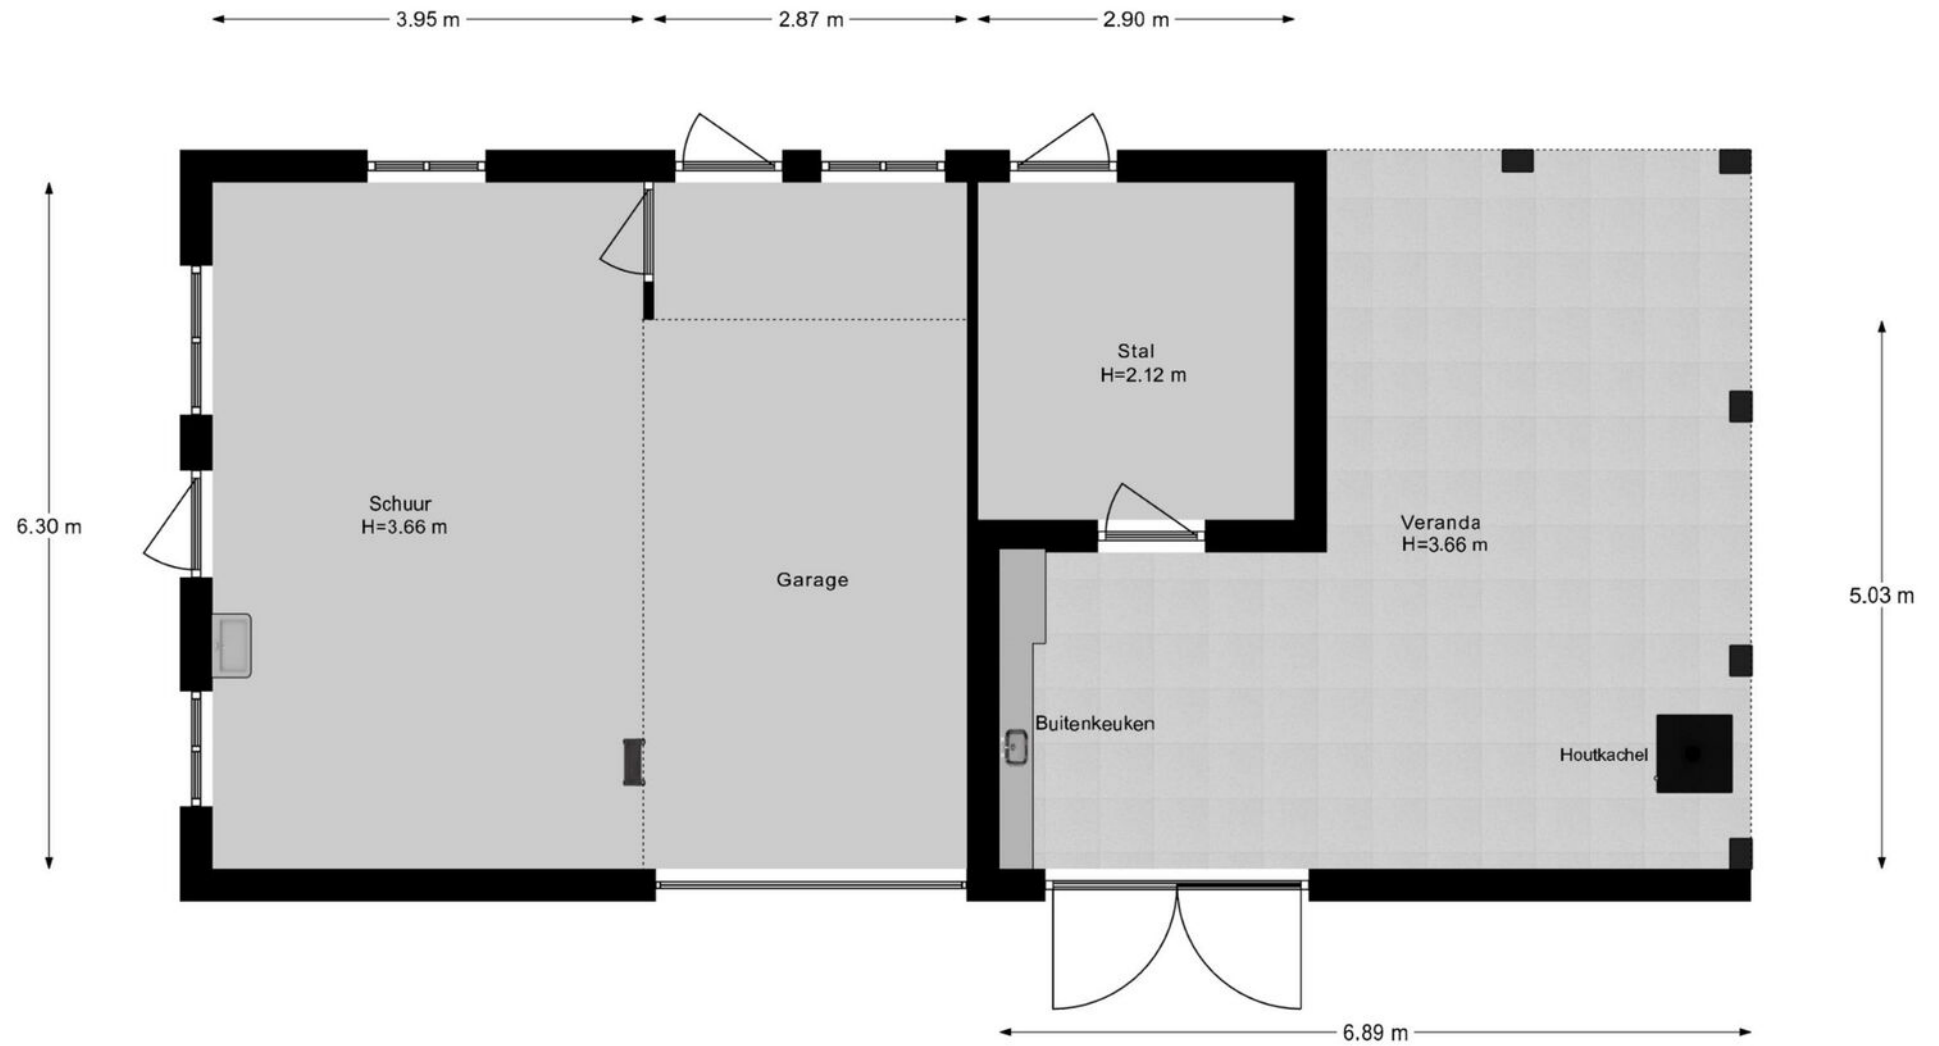 3.95 m
2.87 m
2.90 m
Stal
H=2.12 m
Schuur
H=3.66 m
6.30 m
Veranda
H=3.66 m
Garage
5.03 m
Buitenkeuken
Houtkachel
6.89 m